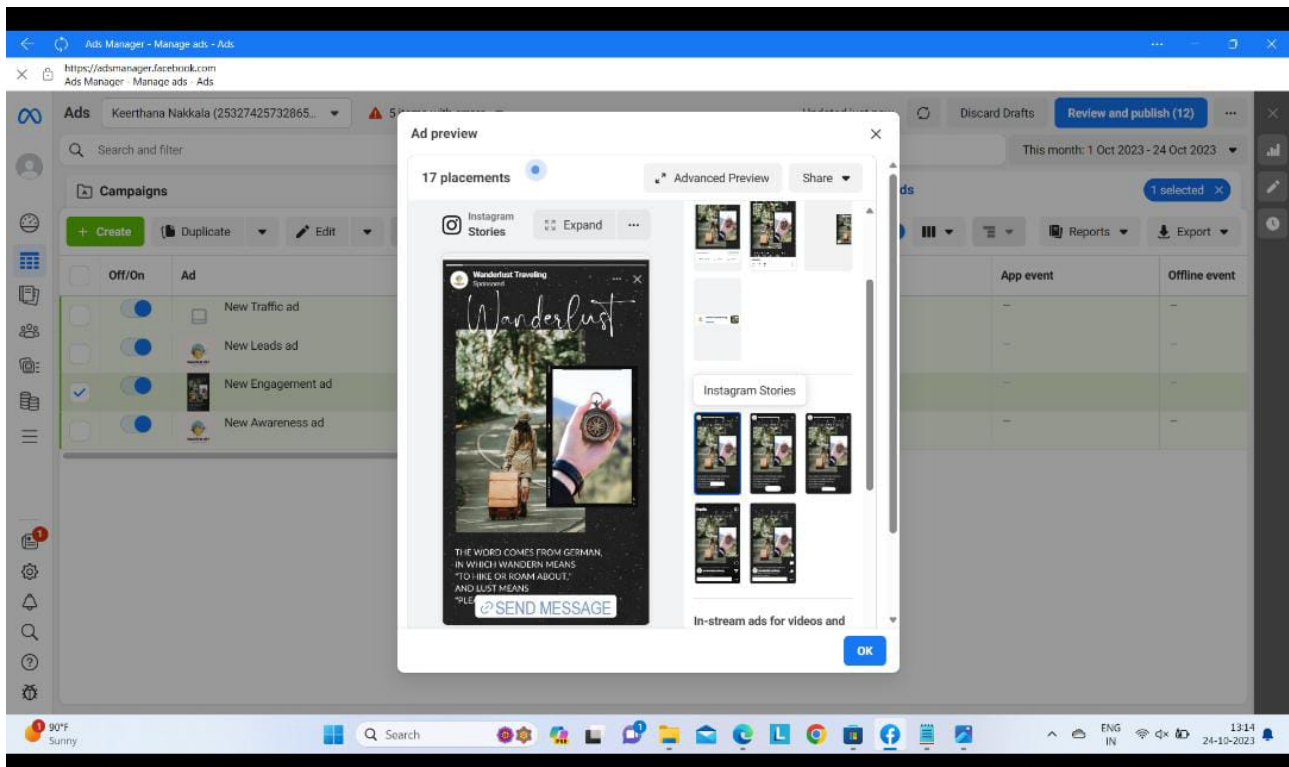 Ads Manager - Manage ads - Ads
https://adsmanager.facebook.com
Ads Manager - Manage ads - Ads
Ads
Keerthana Nakkala (25327425732865...
Discard Drafts
Review and publish (12)
Search and filter
This month: 1 Oct 2023 - 24 Oct 2023
Campaigns
ds
1 selected
+ Create
Duplicate
Edit
Reports
Export
Off/On
Ad
App event
Offline event
New Traffic ad
New Leads ad
New Engagement ad
New Awareness ad
Ad preview
17 placements
Advanced Preview
Share
Instagram
Stories
Expand
Wanderlust Traveling
Sponsored
Wanderlust
THE WORD COMES FROM GERMAN,
IN WHICH WANDERN MEANS
"TO HIKE OR ROAM ABOUT,"
AND LUST MEANS
SEND MESSAGE
Instagram Stories
In-stream ads for videos and
OK
1
1
90°F
Sunny
Search
1
ENG
IN
13:14
24-10-2023